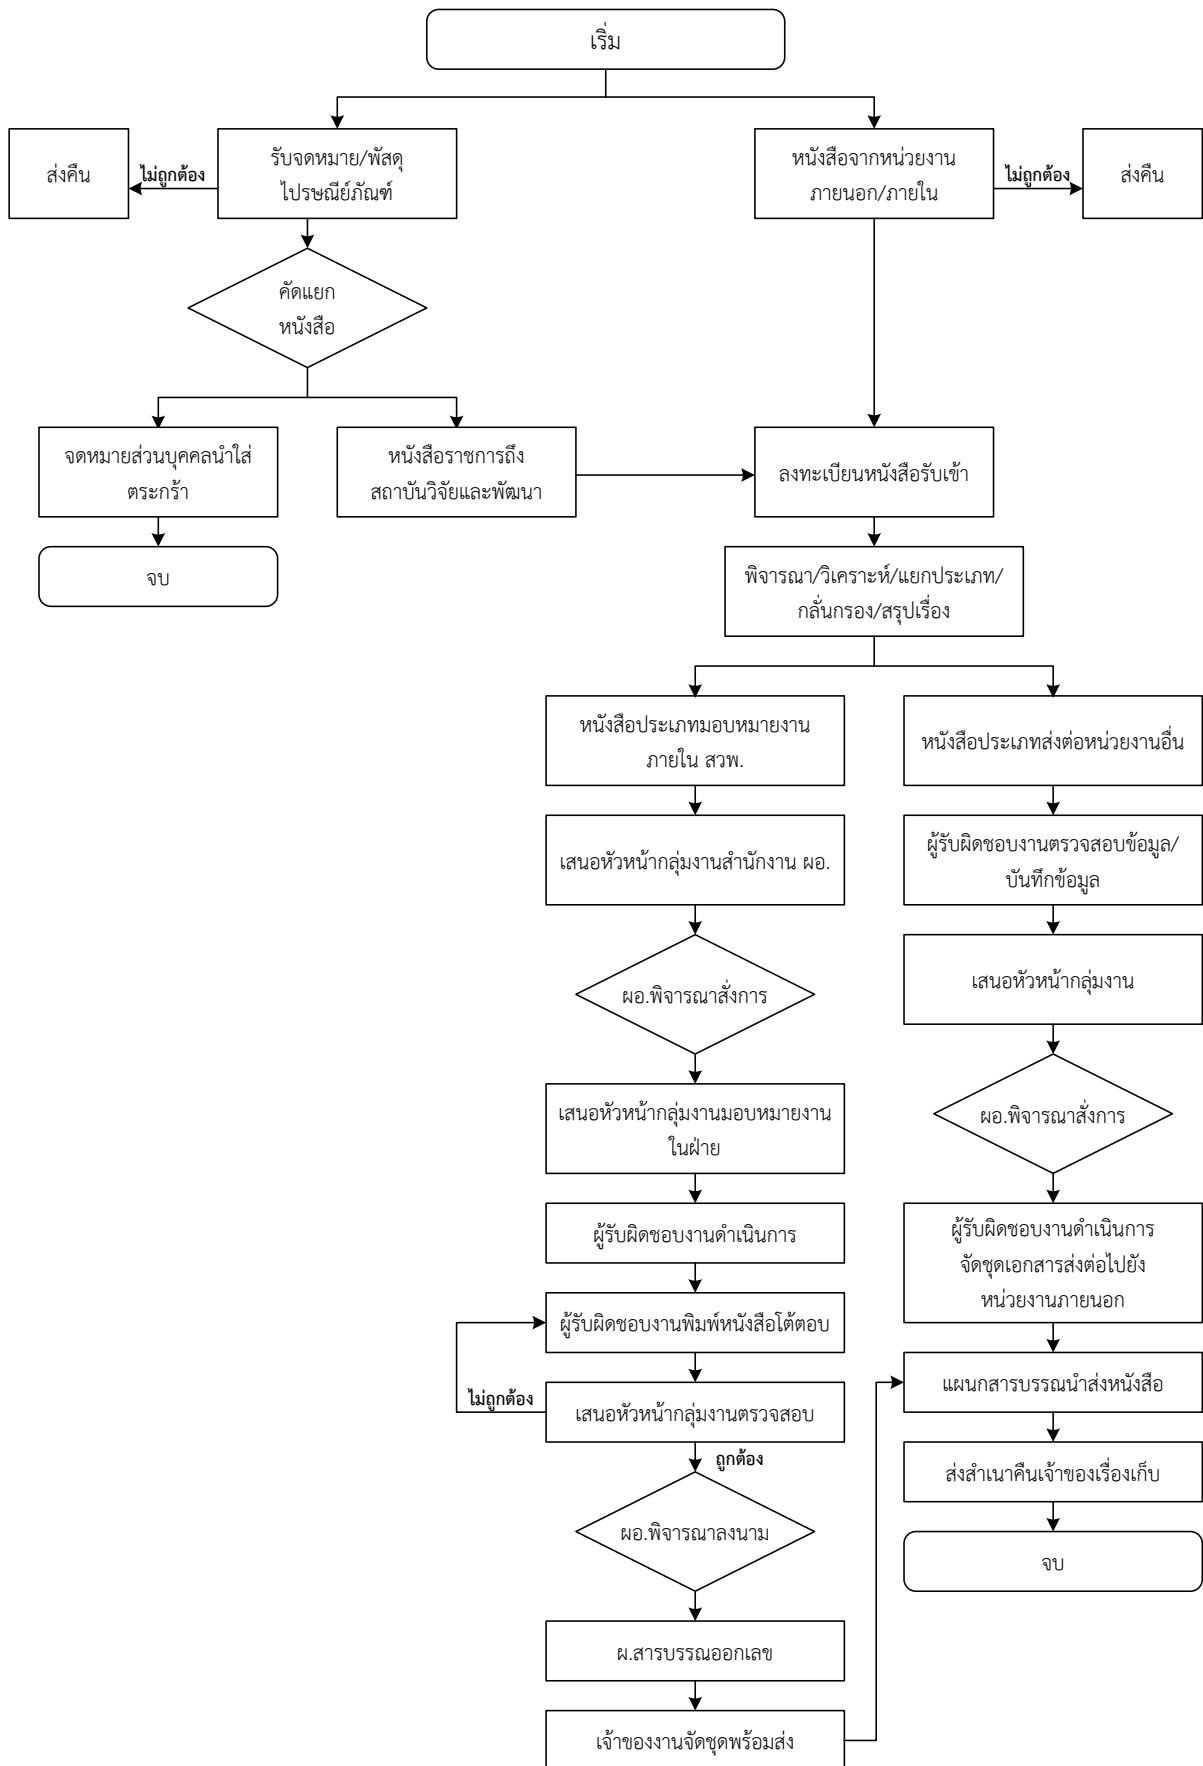 เริ่ม
ส่งคืน
ไม่ถูกต้อง
รับจดหมาย/พัสดุ
ไปรษณีย์ภัณฑ์
หนังสือจากหน่วยงาน
ภายนอก/ภายใน
ไม่ถูกต้อง
ส่งคืน
คัดแยก
หนังสือ
จดหมายส่วนบุคคลนำใส่
ตระกร้า
หนังสือราชการถึง
สถาบันวิจัยและพัฒนา
ลงทะเบียนหนังสือรับเข้า
จบ
พิจารณา/วิเคราะห์/แยกประเภท/
กลั่นกรอง/สรุปเรื่อง
หนังสือประเภทมอบหมายงาน
ภายใน สวพ.
หนังสือประเภทส่งต่อหน่วยงานอื่น
เสนอหัวหน้ากลุ่มงานสำนักงาน ผอ.
ผู้รับผิดชอบงานตรวจสอบข้อมูล/
บันทึกข้อมูล
ผอ.พิจารณาสั่งการ
เสนอหัวหน้ากลุ่มงาน
เสนอหัวหน้ากลุ่มงานมอบหมายงาน
ในฝ่าย
ผอ.พิจารณาสั่งการ
ผู้รับผิดชอบงานดำเนินการ
ผู้รับผิดชอบงานดำเนินการ
จัดชุดเอกสารส่งต่อไปยัง
หน่วยงานภายนอก
ผู้รับผิดชอบงานพิมพ์หนังสือโต้ตอบ
แผนกสารบรรณนำส่งหนังสือ
ไม่ถูกต้อง
เสนอหัวหน้ากลุ่มงานตรวจสอบ
ถูกต้อง
ส่งสำเนาคืนเจ้าของเรื่องเก็บ
ผอ.พิจารณาลงนาม
จบ
ผ.สารบรรณออกเลข
เจ้าของงานจัดชุดพร้อมส่ง